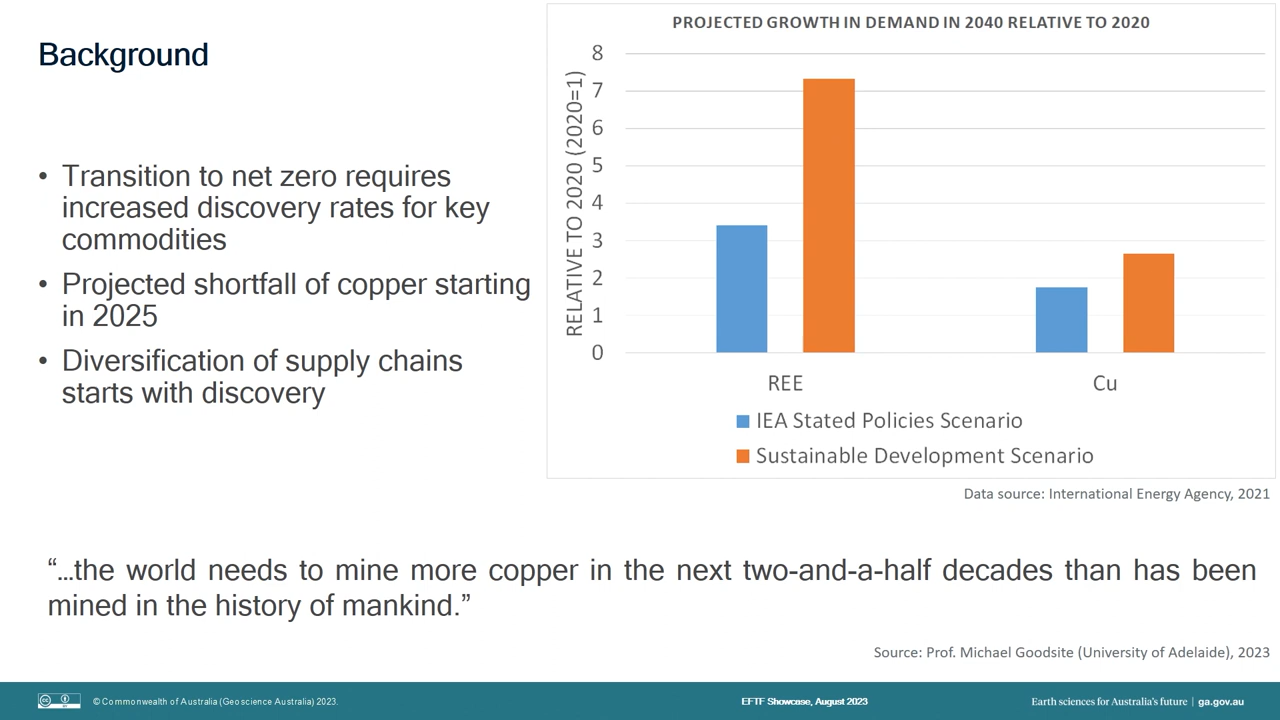 Background
• Transition to net zero requires
increased discovery rates for key
commodities
• Projected shortfall of copper starting
in 2025
• Diversification of supply chains
starts with discovery
PROJECTED GROWTH IN DEMAND IN 2040 RELATIVE TO 2020
RELATIVE TO 2020 (2020=1)
8
7
6
5
4
3
2
1
0
REE Cu
IEA Stated Policies Scenario
Sustainable Development Scenario
Data source: International Energy Agency, 2021
“…the world needs to mine more copper in the next two-and-a-half decades than has been
mined in the history of mankind.”
Source: Prof. Michael Goodsite (University of Adelaide), 2023
© Commonwealth of Australia (Geoscience Australia) 2023.
EFTF Showcase, August 2023
Earth sciences for Australia’s future | ga.gov.au